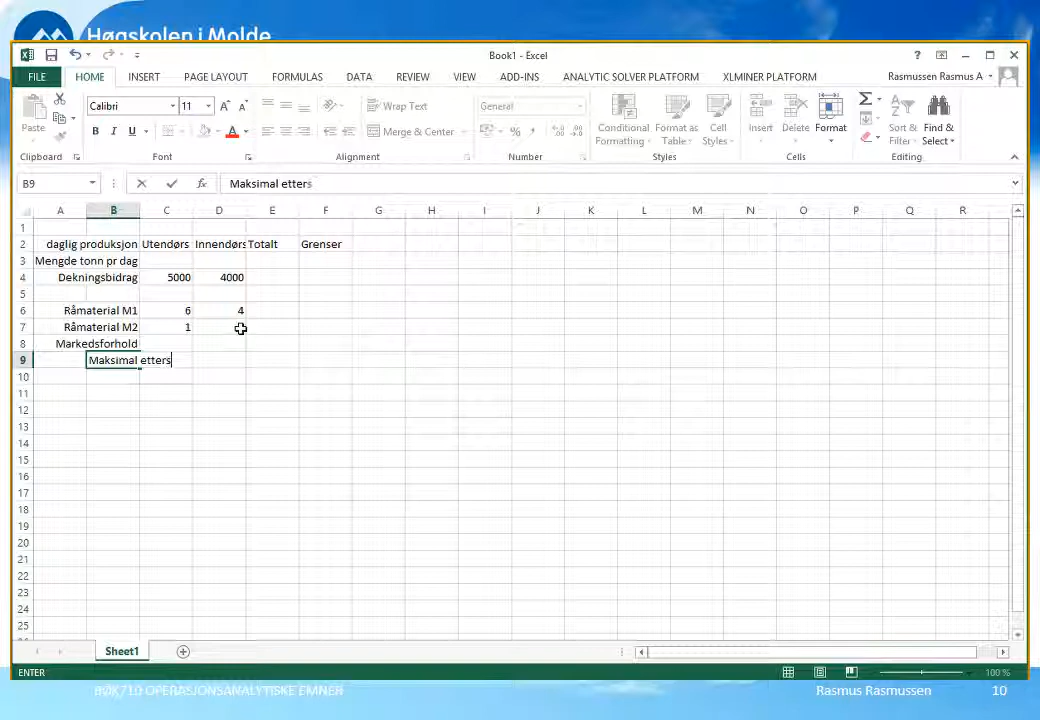 Høgskolen i Molde
Book1 - Excel
FILE HOME INSERT PAGE LAYOUT FORMULAS DATA REVIEW VIEW ADD-INS ANALYTIC SOLVER PLATFORM XLMINER PLATFORM Rasmussen Rasmus A
Calibri 11 Wrap Text General
Paste Merge & Center Conditional Formatting Format as Table Cell Styles Insert Delete Format Sort & Filter Find & Select
Clipboard Font Alignment Number Styles Cells Editing
B9 fx Maksimal etters
A B C D E F G H I J K L M N O P Q R
1
2 daglig produksjon Utendørs Innendørs Totalt Grenser
3 Mengde tonn pr dag
4 Dekningsbidrag 5000 4000
5
6 Råmaterial M1 6 4
7 Råmaterial M2 1
8 Markedsforhold
9 Maksimal etters
10
11
12
13
14
15
16
17
18
19
20
21
22
23
24
25
Sheet1
ENTER 100 %
BØK710 OPERASJONSANALYTISKE EMNER Rasmus Rasmussen 10